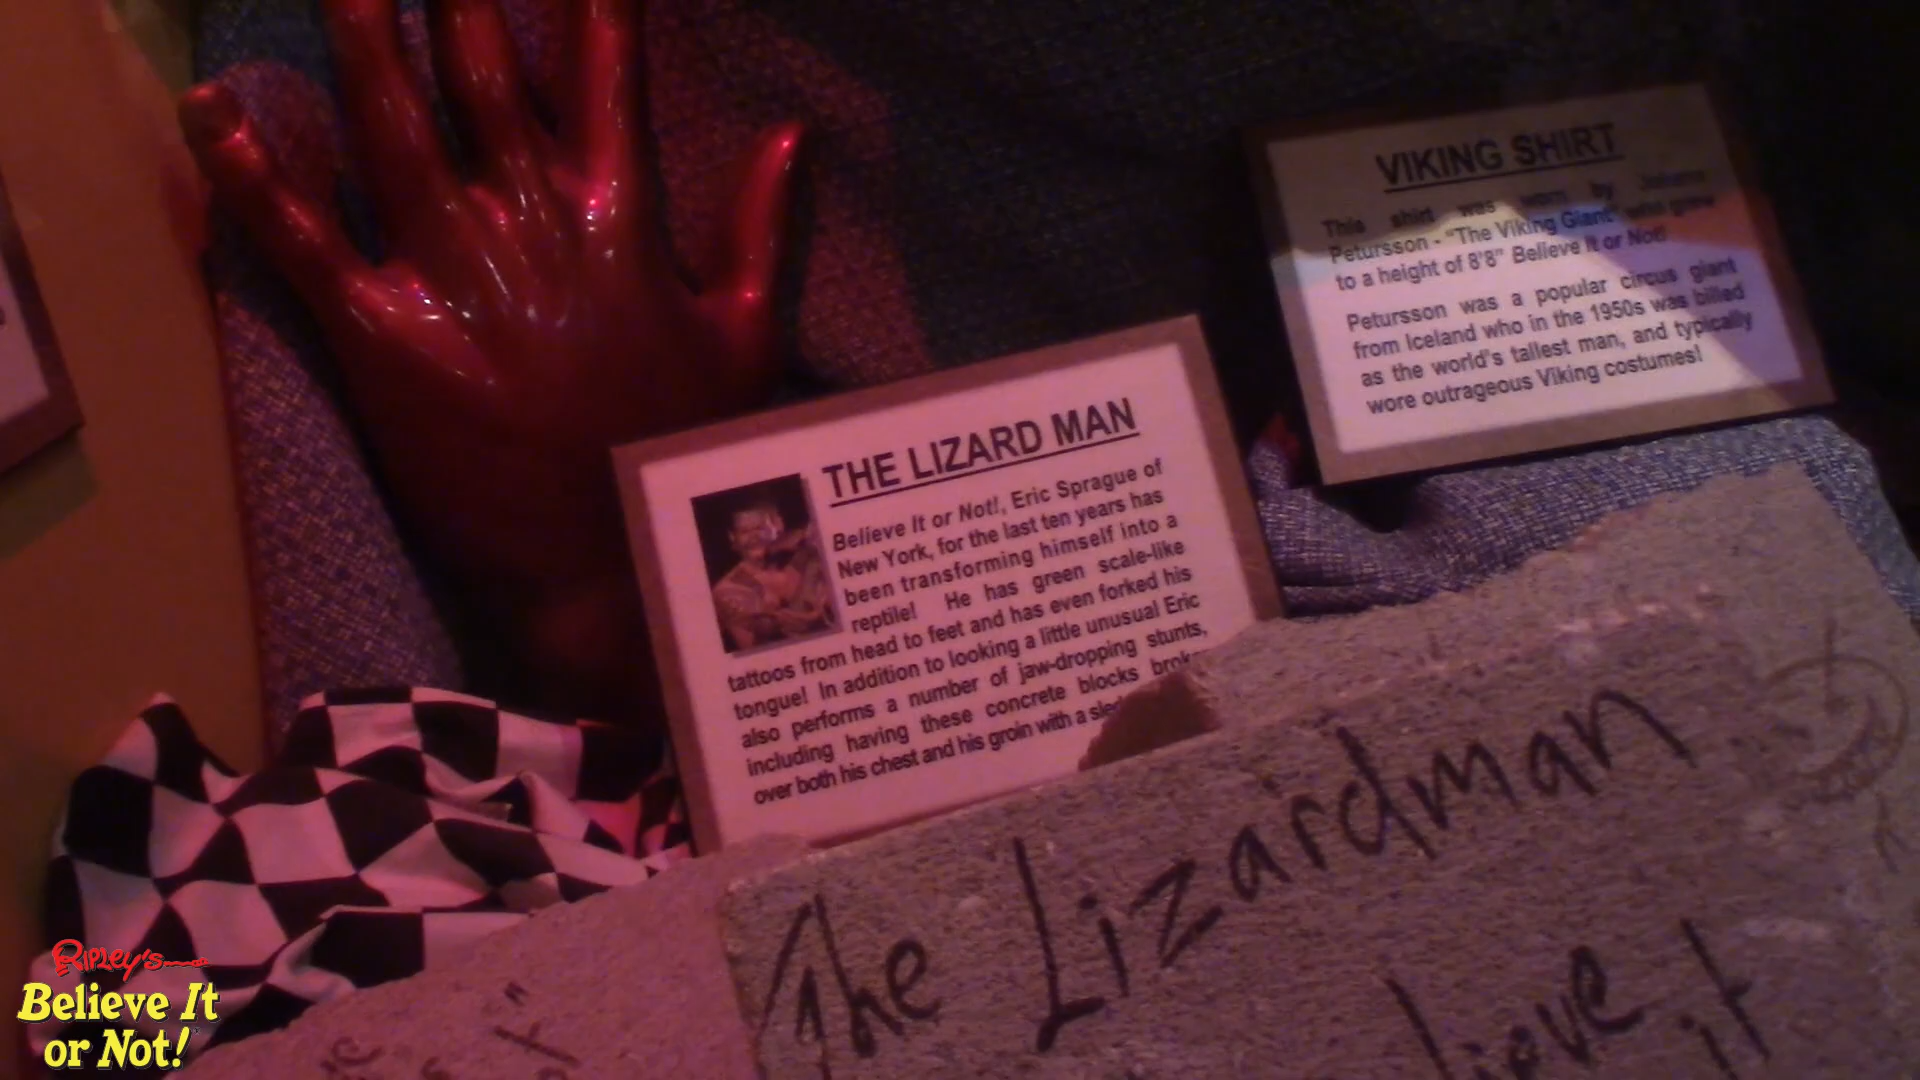 VIKING SHIRT
This shirt was worn by Johann
Petursson - "The Viking Giant" who grew
to a height of 8'8" Believe It or Not!
Petursson was a popular circus giant
from Iceland who in the 1950s was billed
as the world's tallest man, and typically
wore outrageous Viking costumes!
THE LIZARD MAN
Believe It or Not!, Eric Sprague of
New York, for the last ten years has
been transforming himself into a
reptile! He has green scale-like
tattoos from head to feet and has even forked his
tongue! In addition to looking a little unusual Eric
also performs a number of jaw-dropping stunts,
including having these concrete blocks
over both his chest and his groin with a
The Lizardman
it
Ripley's
Believe It
or Not!